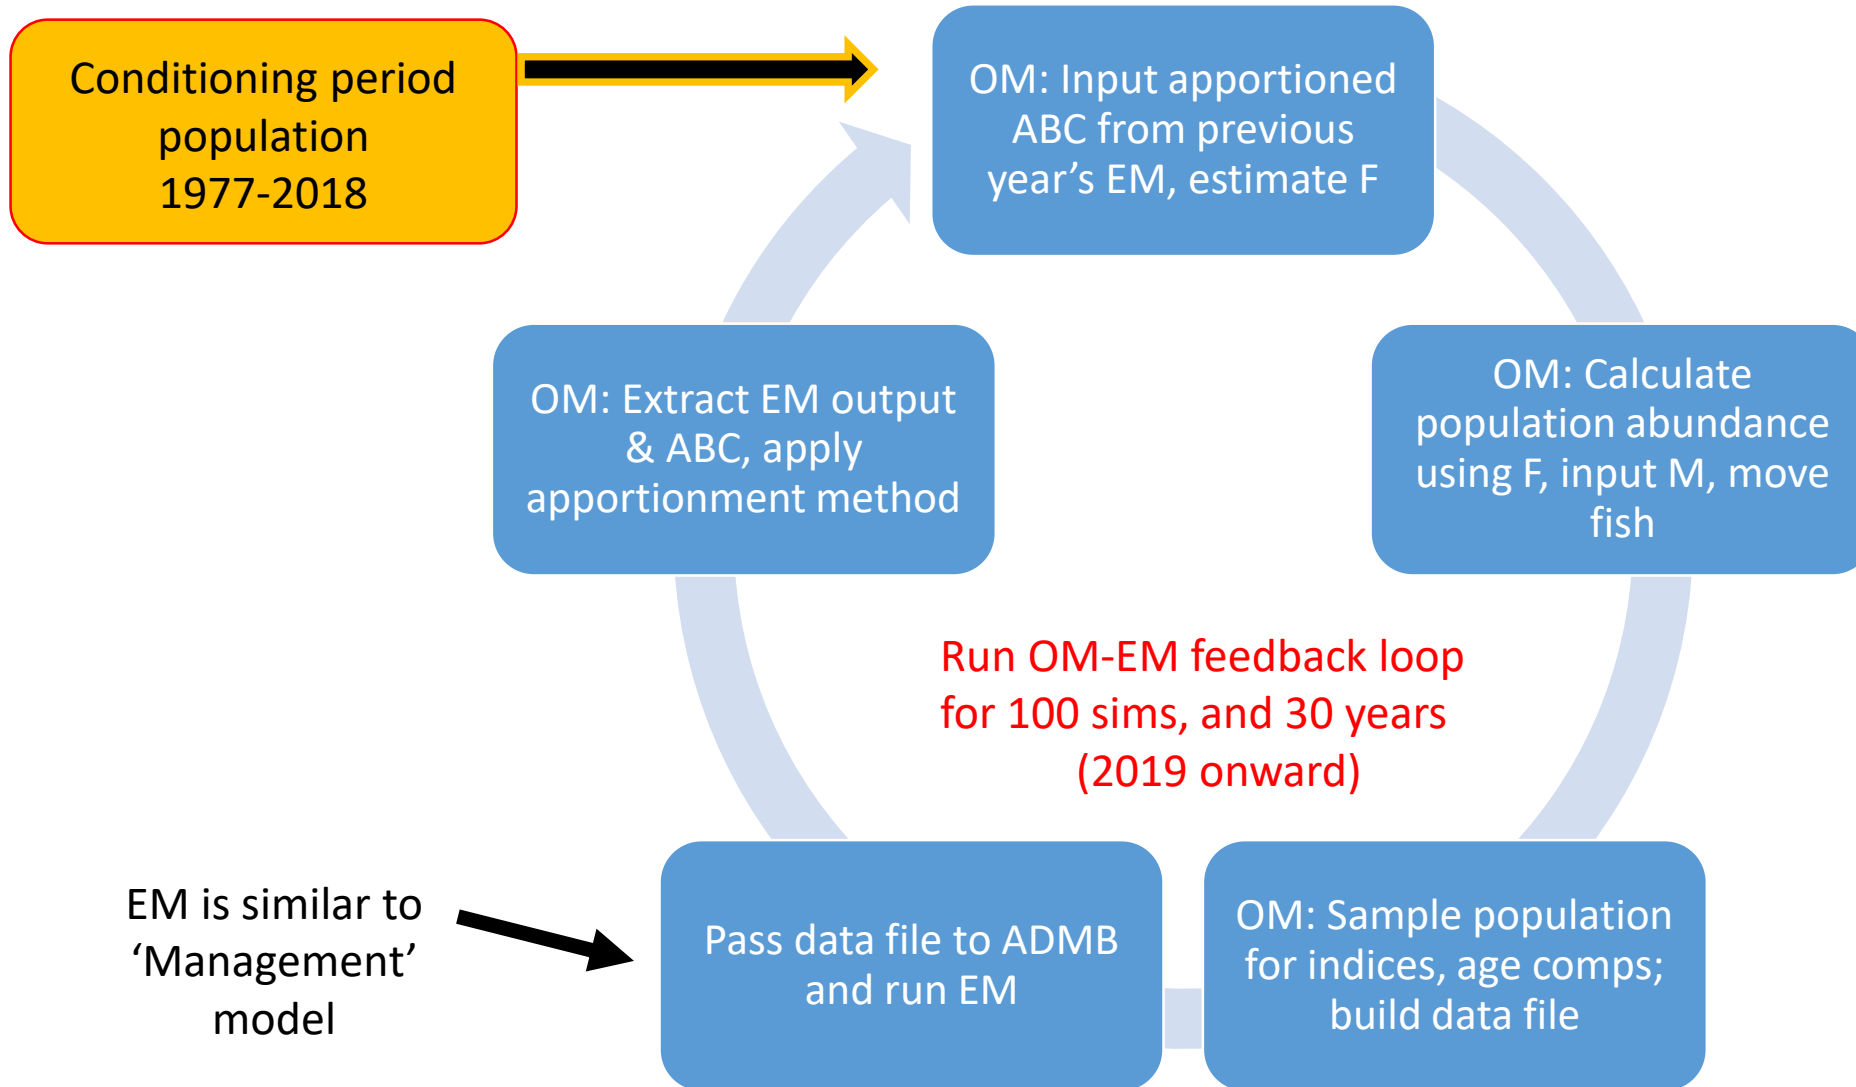 Conditioning period
population
1977-2018
OM: Input apportioned
ABC from previous
year’s EM, estimate F
OM: Calculate
population abundance
using F, input M, move
fish
OM: Sample population
for indices, age comps;
build data file
Pass data file to ADMB
and run EM
OM: Extract EM output
& ABC, apply
apportionment method
Run OM-EM feedback loop
for 100 sims, and 30 years
(2019 onward)
EM is similar to
‘Management’
model